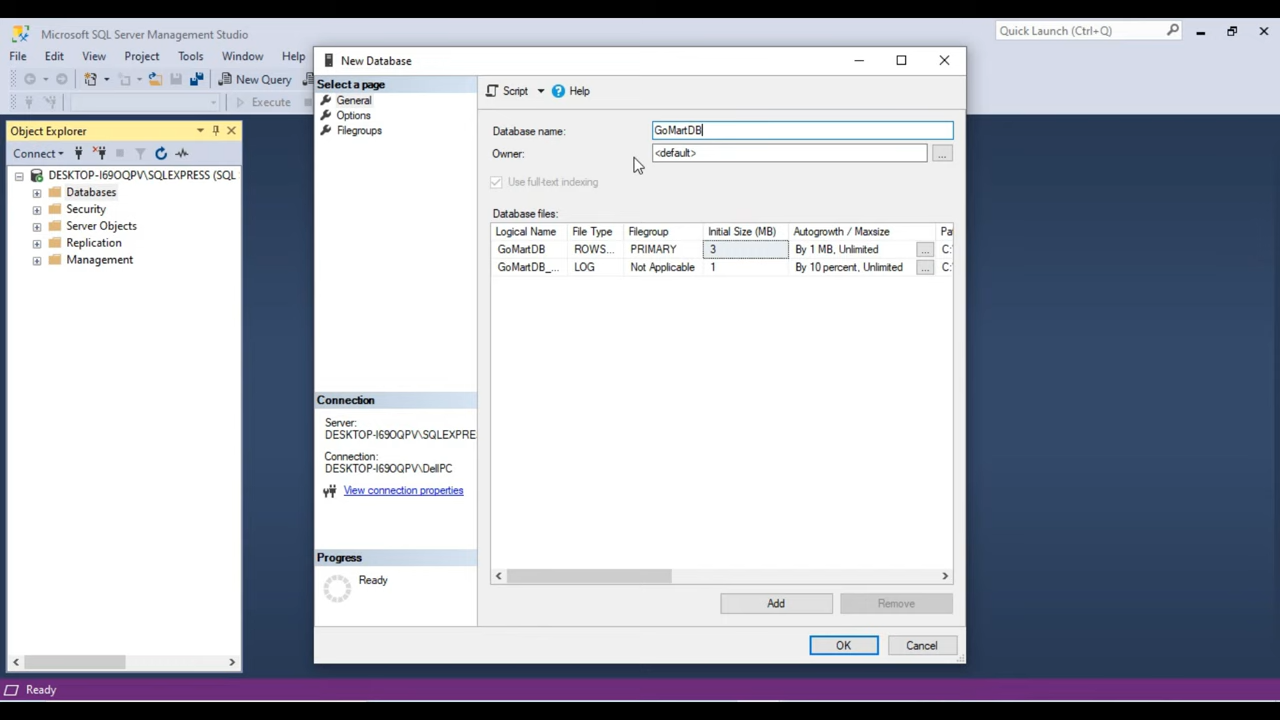 Microsoft SQL Server Management Studio
Quick Launch (Ctrl+Q)
File Edit View Project Tools Window Help
New Query
Execute
Object Explorer
Connect
DESKTOP-I69OQPV\SQLEXPRESS (SQL
Databases
Security
Server Objects
Replication
Management
New Database
Select a page
General
Options
Filegroups
Script Help
Database name: GoMartDB
Owner: <default> ...
Use full-text indexing
Database files:
Logical Name File Type Filegroup Initial Size (MB) Autogrowth / Maxsize Pa
GoMartDB ROWS... PRIMARY 3 By 1 MB, Unlimited ... C:\
GoMartDB_... LOG Not Applicable 1 By 10 percent, Unlimited ... C:\
Connection
Server:
DESKTOP-I69OQPV\SQLEXPRE
Connection:
DESKTOP-I69OQPV\DellPC
View connection properties
Progress
Ready
Add Remove
OK Cancel
Ready